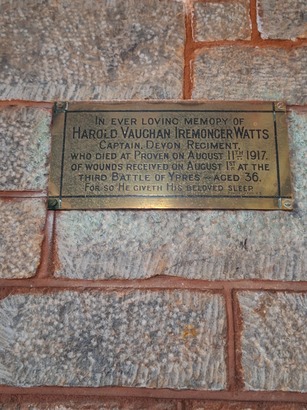 In ever loving memory of
Harold Vaughan Iremonger Watts
Captain, Devon Regiment,
who died at Proven on August 11th 1917,
of wounds received on August 1st at the
Third Battle of Ypres — aged 36.
For so He giveth His beloved sleep